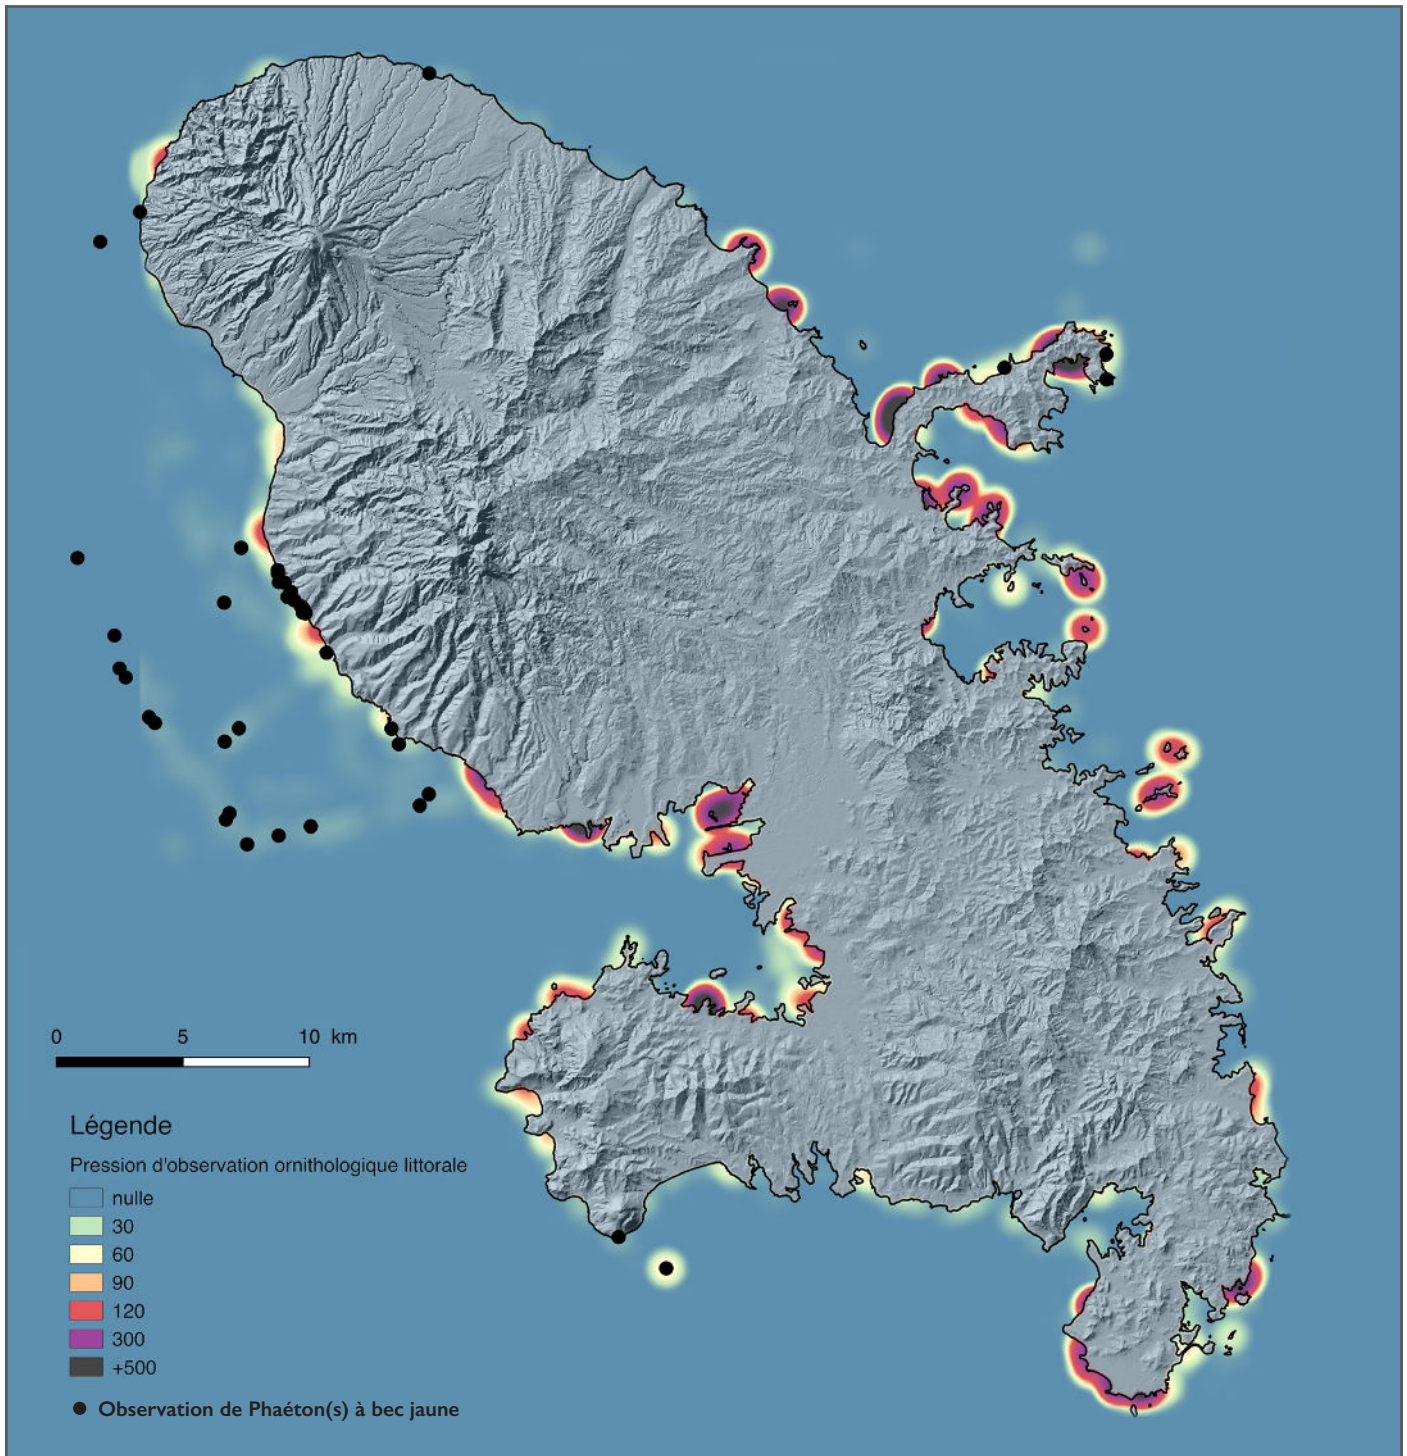 0 5 10 km
Légende
Pression d'observation ornithologique littorale
nulle
30
60
90
120
300
+500
Observation de Phaéton(s) à bec jaune